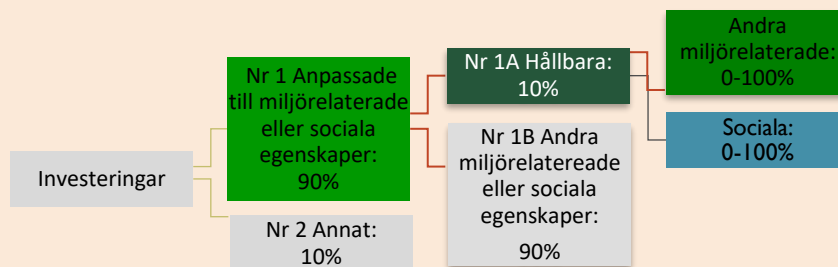 Investeringar
Nr 1 Anpassade
till miljörelaterade
eller sociala
egenskaper:
90%
Nr 2 Annat:
10%
Nr 1A Hållbara:
10%
Nr 1B Andra
miljörelatereade
eller sociala
egenskaper:
90%
Andra
miljörelaterade:
0-100%
Sociala:
0-100%